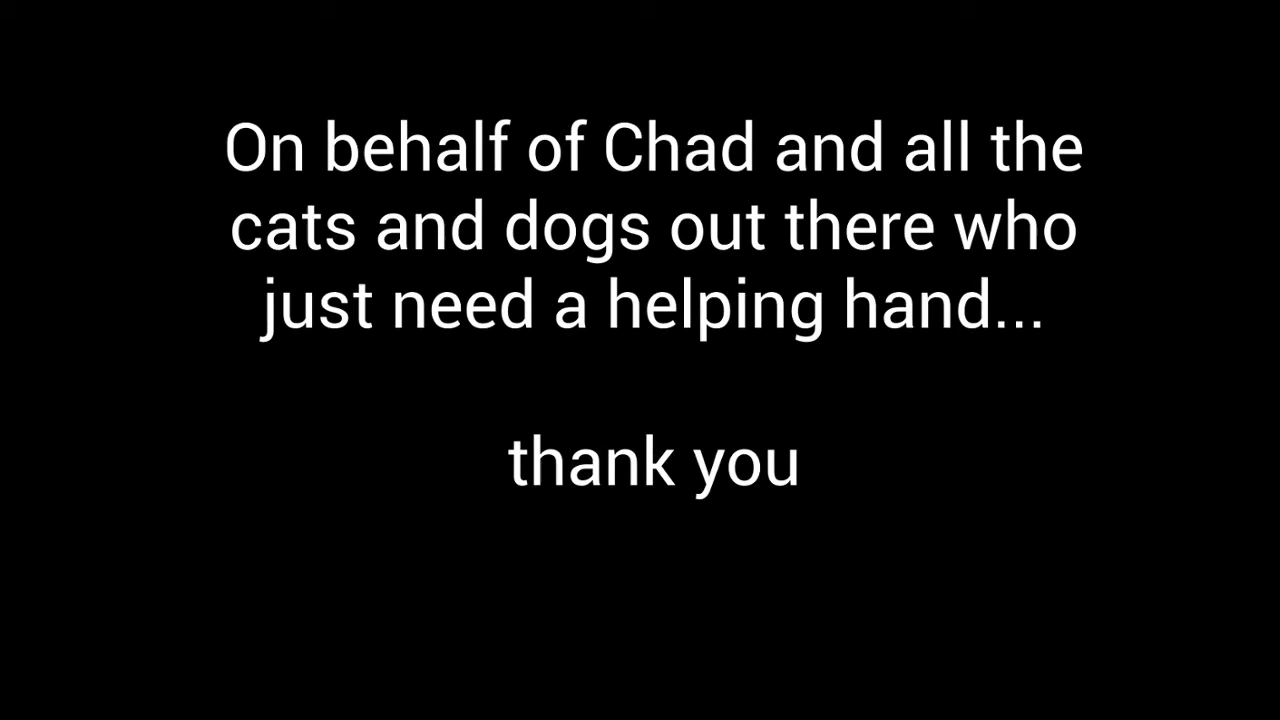 On behalf of Chad and all the
cats and dogs out there who
just need a helping hand...
thank you